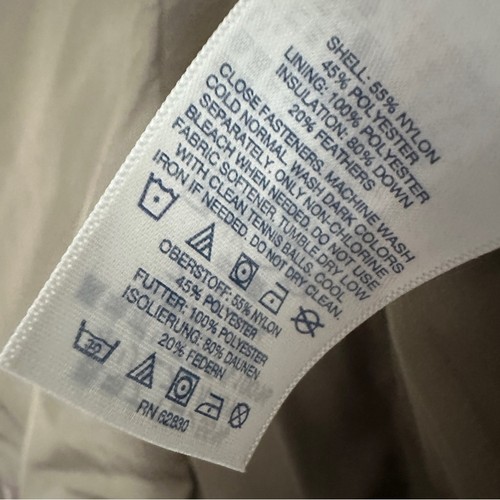 SHELL: 55% NYLON
45% POLYESTER
LINING: 100% POLYESTER
INSULATION: 80% DOWN
20% FEATHERS
CLOSE FASTENERS, MACHINE WASH
COLD NORMAL. WASH DARK COLORS
SEPARATELY. ONLY NON-CHLORINE
BLEACH WHEN NEEDED. DO NOT USE
FABRIC SOFTENER. TUMBLE DRY LOW
WITH CLEAN TENNIS BALLS. COOL
IRON IF NEEDED. DO NOT DRY CLEAN.
OBERSTOFF: 55% NYLON
45% POLYESTER
FUTTER: 100% POLYESTER
ISOLIERUNG: 80% DAUNEN
20% FEDERN
30
RN 62830